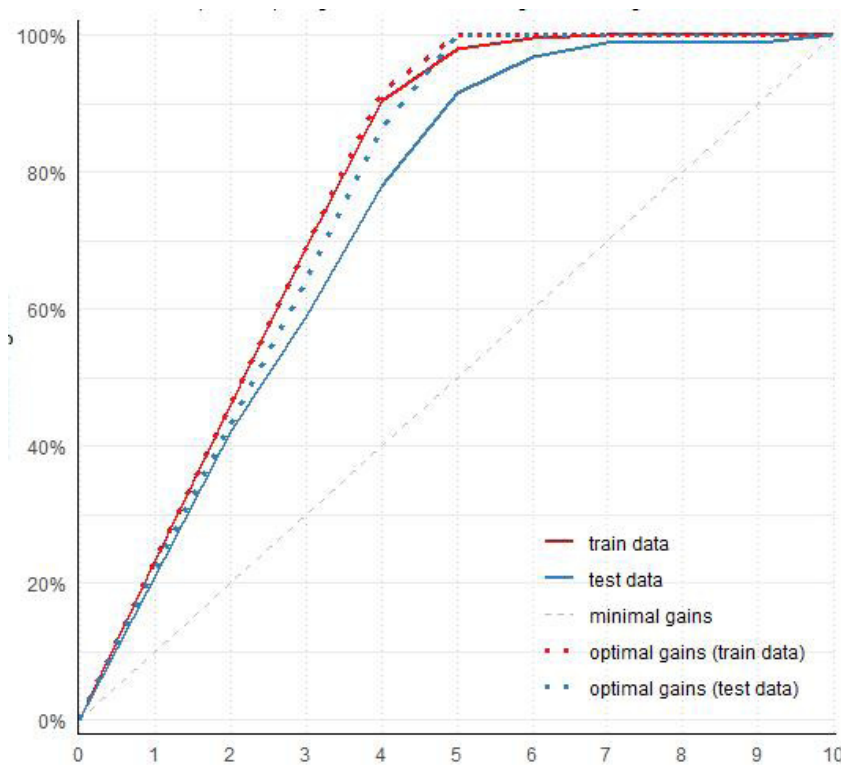 100%
80%
60%
40%
20%
0%
train data
test data
minimal gains
optimal gains (train data)
optimal gains (test data)
0 1 2 3 4 5 6 7 8 9 10